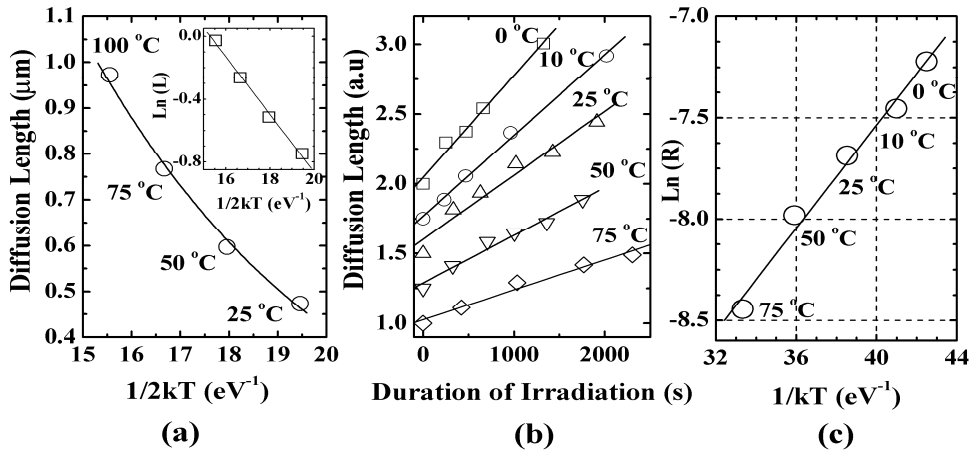 Diffusion Length (μm)
1.1
1.0
0.9
0.8
0.7
0.6
0.5
0.4
100 °C
75 °C
50 °C
25 °C
Ln (L)
0.0
-0.4
-0.8
16 18 20
1/2kT (eV⁻¹)
15 16 17 18 19 20
1/2kT (eV⁻¹)
(a)
Diffusion Length (a.u)
3.0
2.5
2.0
1.5
1.0
0 °C
10 °C
25 °C
50 °C
75 °C
0 1000 2000
Duration of Irradiation (s)
(b)
Ln (R)
-7.0
-7.5
-8.0
-8.5
0 °C
10 °C
25 °C
50 °C
75 °C
32 36 40 44
1/kT (eV⁻¹)
(c)